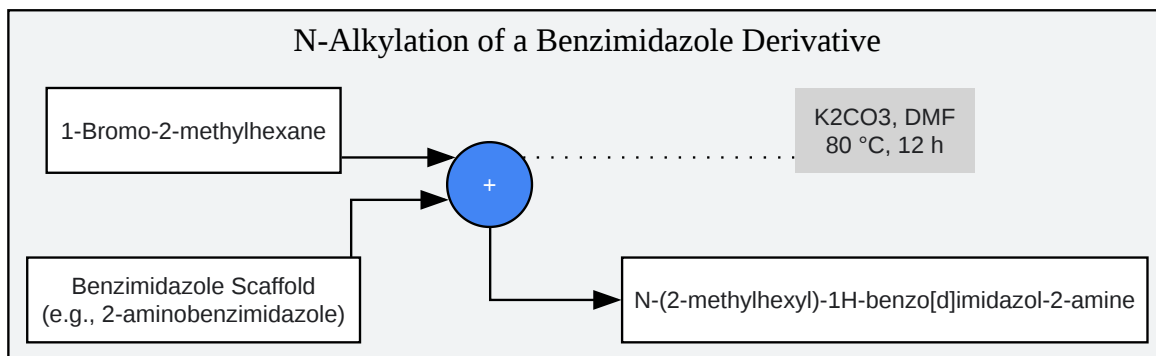 N-Alkylation of a Benzimidazole Derivative
1-Bromo-2-methylhexane
K2CO3, DMF
80 °C, 12 h
+
Benzimidazole Scaffold
(e.g., 2-aminobenzimidazole)
N-(2-methylhexyl)-1H-benzo[d]imidazol-2-amine